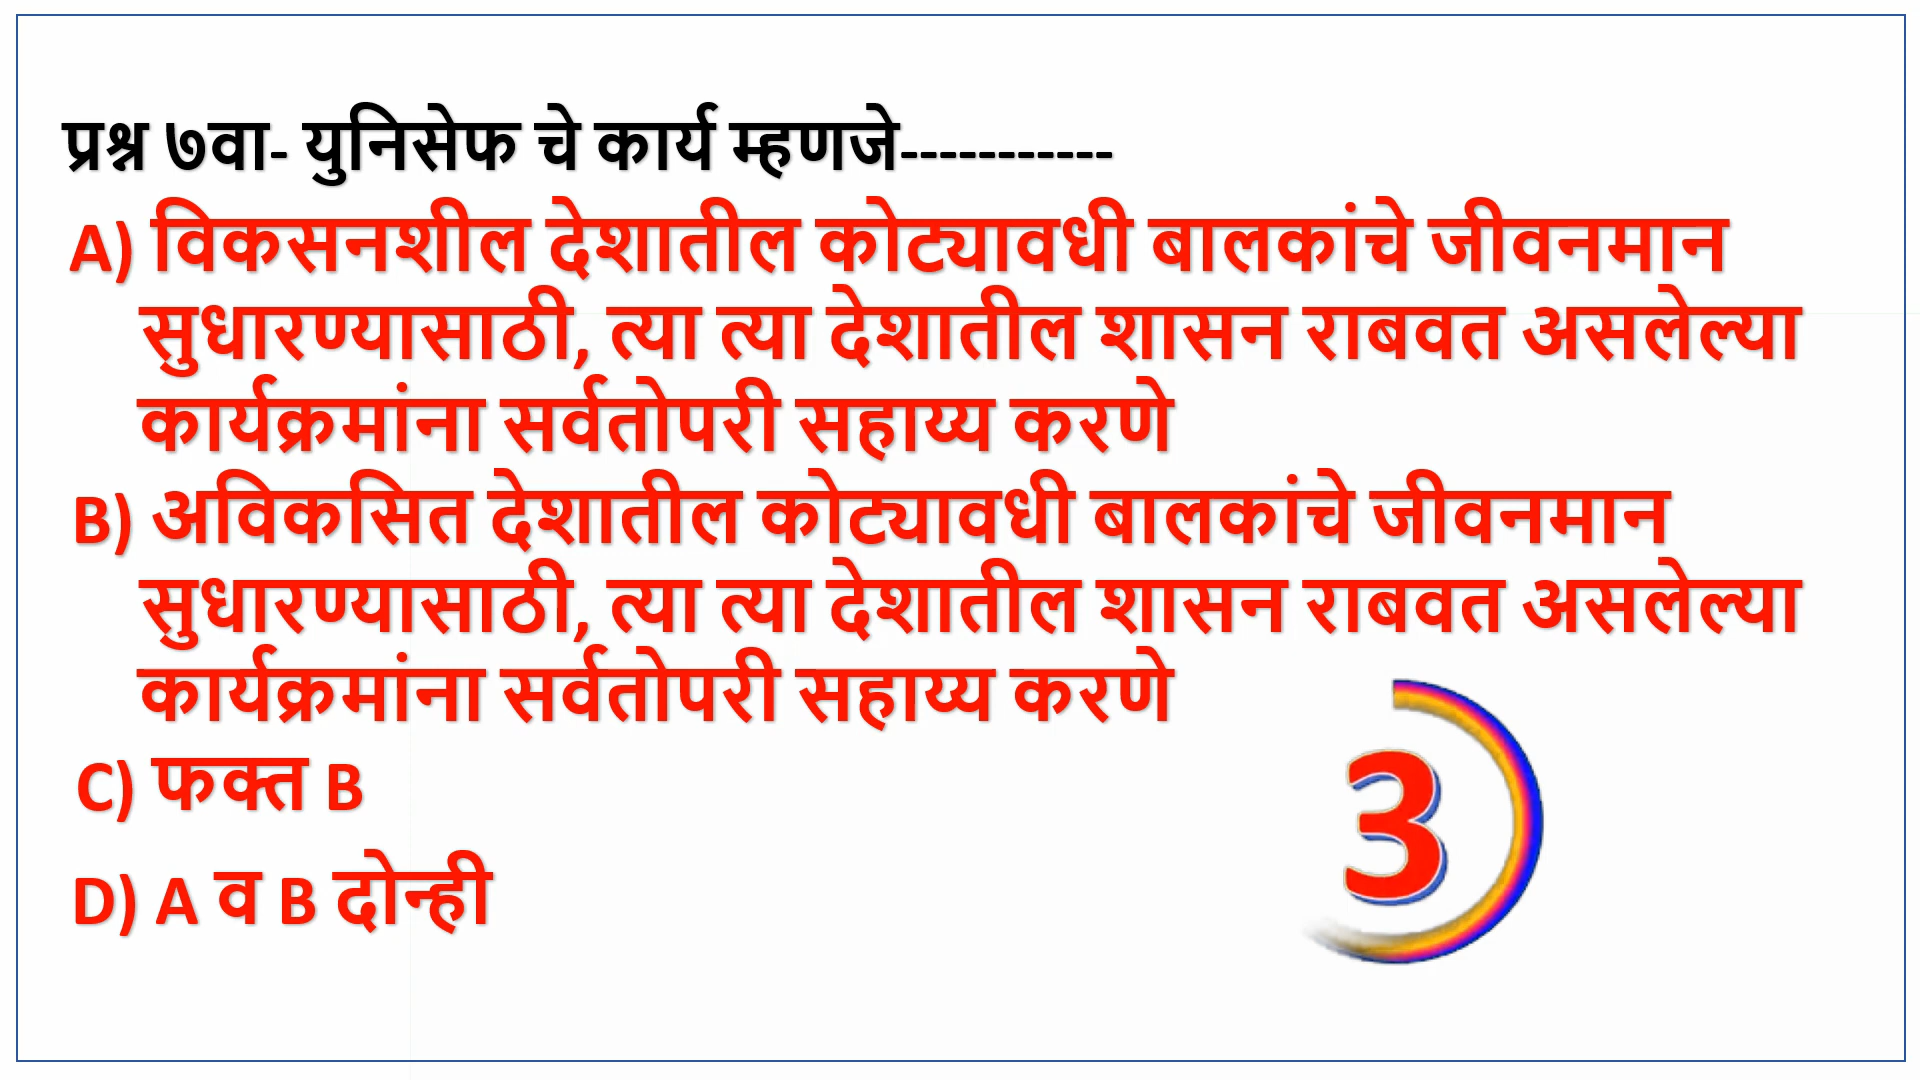 प्रश्न ७वा- युनिसेफ चे कार्य म्हणजे-----------
A) विकसनशील देशातील कोट्यावधी बालकांचे जीवनमान
सुधारण्यासाठी, त्या त्या देशातील शासन राबवत असलेल्या
कार्यक्रमांना सर्वतोपरी सहाय्य करणे
B) अविकसित देशातील कोट्यावधी बालकांचे जीवनमान
सुधारण्यासाठी, त्या त्या देशातील शासन राबवत असलेल्या
कार्यक्रमांना सर्वतोपरी सहाय्य करणे
C) फक्त B
D) A व B दोन्ही
3